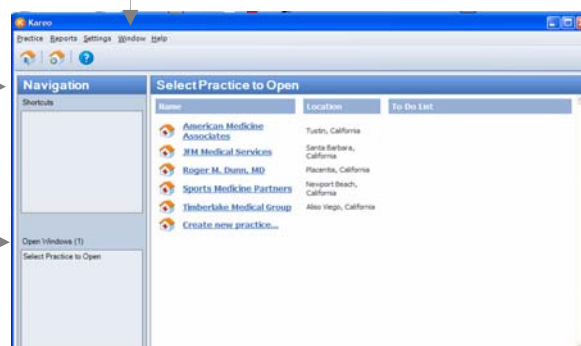 Kareo
Practice Reports Settings Window Help
Navigation
Select Practice to Open
Shortcuts
Name Location To Do List
American Medicine
Associates
Tustin, California
JFM Medical Services
Santa Barbara,
California
Roger M. Dunn, MD
Placentia, California
Sports Medicine Partners
Newport Beach,
California
Timberlake Medical Group
Aliso Viego, California
Create new practice...
Open Windows (1)
Select Practice to Open